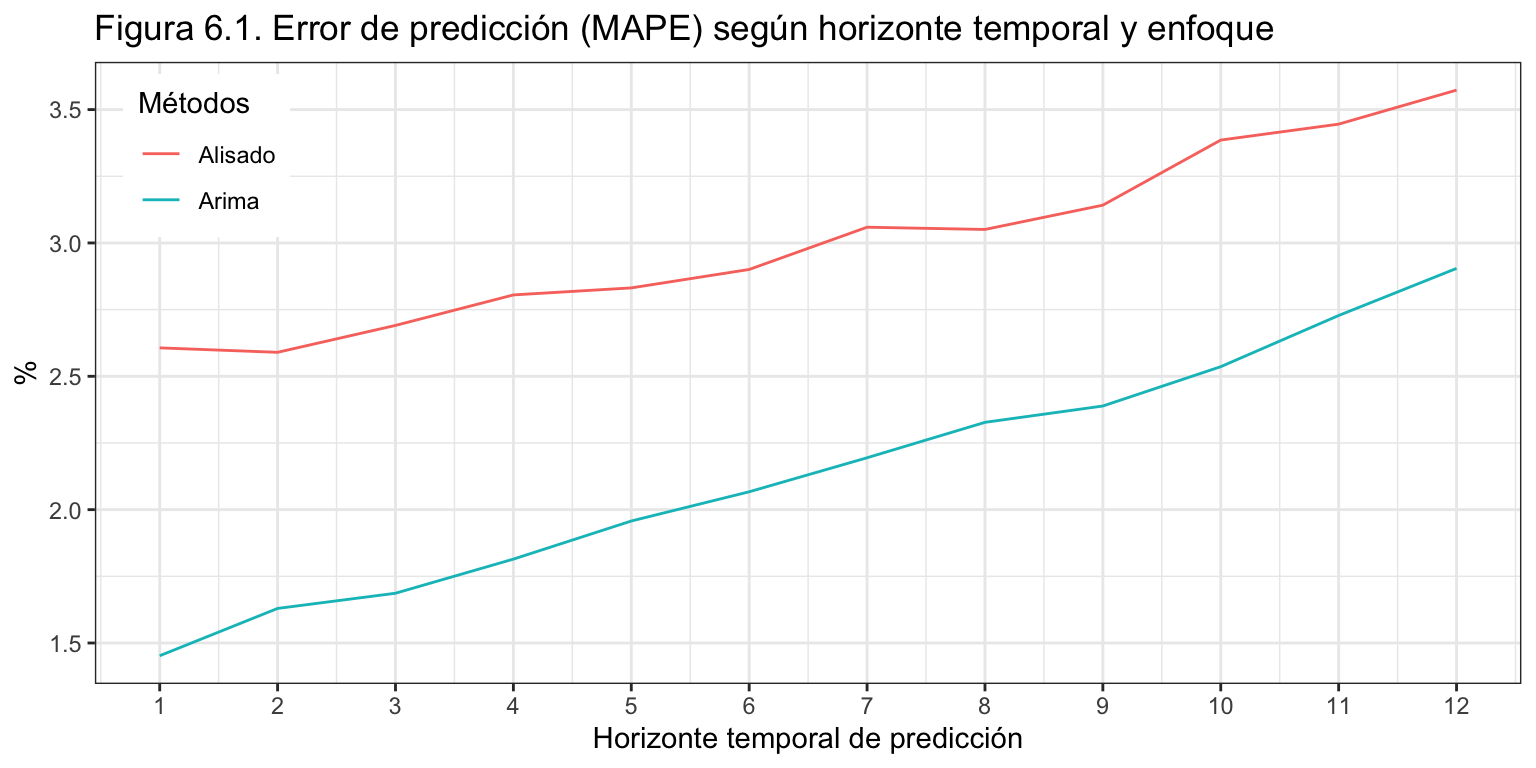 Figura 6.1. Error de predicción (MAPE) según horizonte temporal y enfoque
Métodos
Alisado
Arima
3.5
3.0
2.5
2.0
1.5
%
1 2 3 4 5 6 7 8 9 10 11 12
Horizonte temporal de predicción